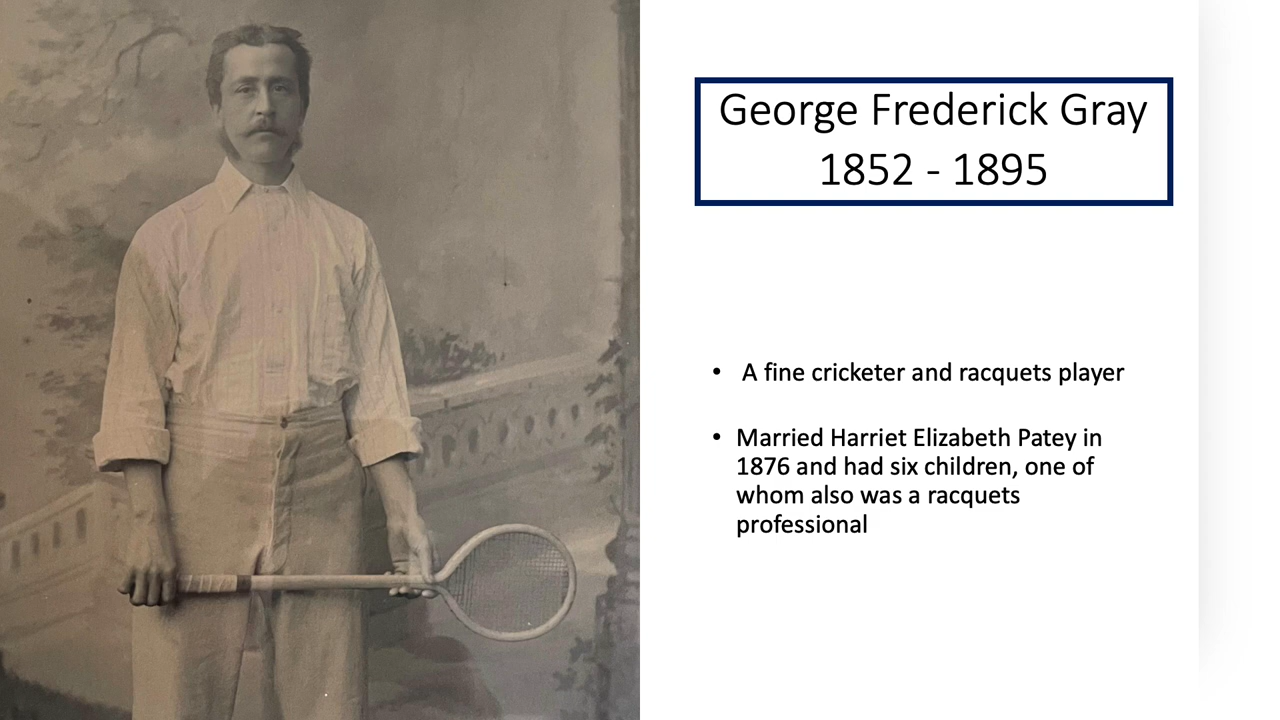 George Frederick Gray
1852 - 1895
• A fine cricketer and racquets player
• Married Harriet Elizabeth Patey in
1876 and had six children, one of
whom also was a racquets
professional